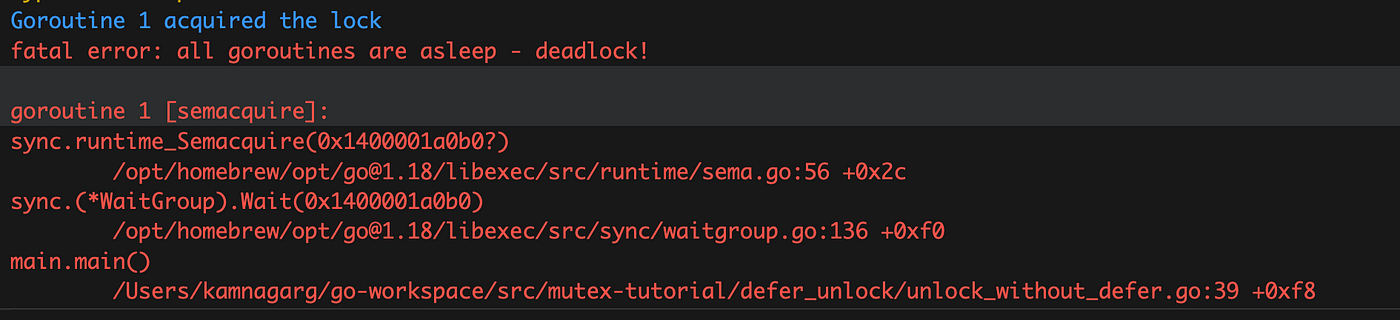 Goroutine 1 acquired the lock
fatal error: all goroutines are asleep - deadlock!
goroutine 1 [semacquire]:
sync.runtime_Semacquire(0x1400001a0b0?)
/opt/homebrew/opt/go@1.18/libexec/src/runtime/sema.go:56 +0x2c
sync.(*WaitGroup).Wait(0x1400001a0b0)
/opt/homebrew/opt/go@1.18/libexec/src/sync/waitgroup.go:136 +0xf0
main.main()
/Users/kamnagarg/go-workspace/src/mutex-tutorial/defer_unlock/unlock_without_defer.go:39 +0xf8